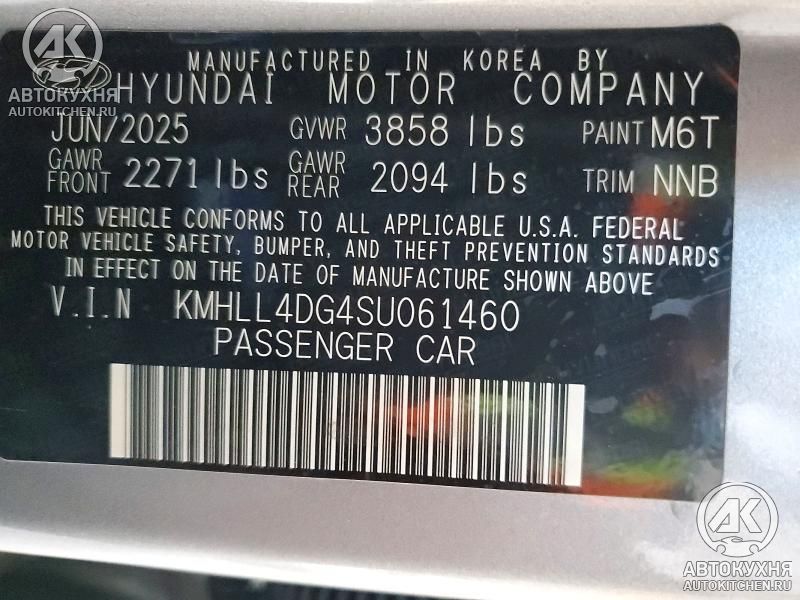 MANUFACTURED IN KOREA BY
HYUNDAI MOTOR COMPANY
JUN/2025 GVWR 3858 lbs PAINT M6T
GAWR FRONT 2271 lbs GAWR REAR 2094 lbs TRIM NNB
THIS VEHICLE CONFORMS TO ALL APPLICABLE U.S.A. FEDERAL
MOTOR VEHICLE SAFETY, BUMPER, AND THEFT PREVENTION STANDARDS
IN EFFECT ON THE DATE OF MANUFACTURE SHOWN ABOVE
V.I.N KMHLL4DG4SU061460
PASSENGER CAR
АК
АВТОКУХНЯ
AUTOKITCHEN.RU
АК
АВТОКУХНЯ
AUTOKITCHEN.RU